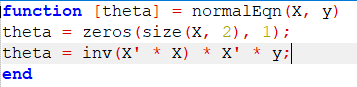 function [theta] = normalEqn(X, y)
theta = zeros(size(X, 2), 1);
theta = inv(X' * X) * X' * y;
end